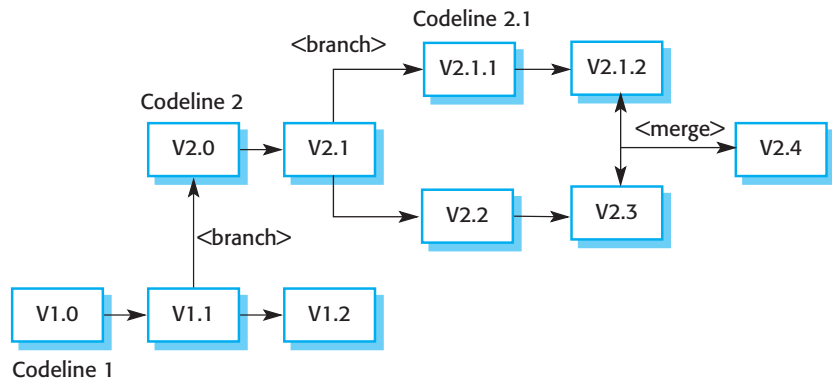 Codeline 2.1
<branch>
V2.1.1
V2.1.2
Codeline 2
V2.0
V2.1
<merge>
V2.4
V2.2
V2.3
<branch>
V1.0
V1.1
V1.2
Codeline 1